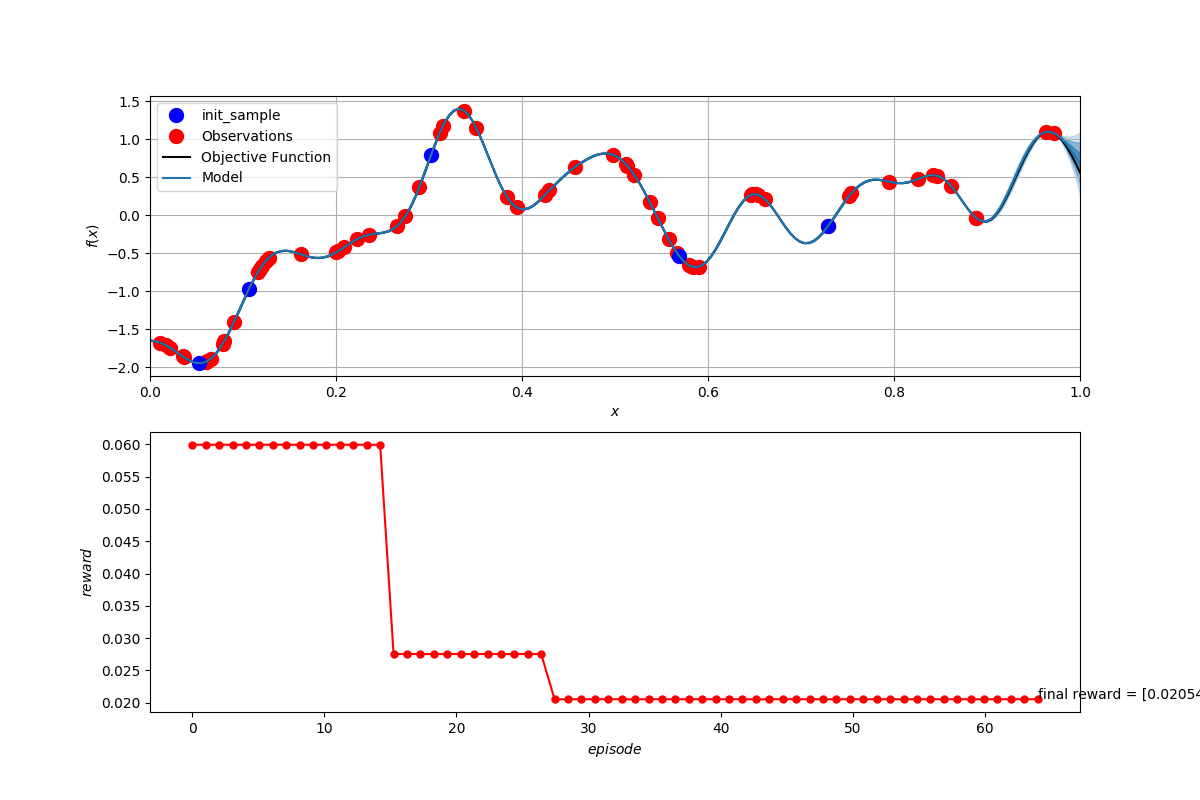 1.5
1.0
0.5
0.0
−0.5
−1.0
−1.5
−2.0
f(x)
init_sample
Observations
Objective Function
Model
0.0 0.2 0.4 0.6 0.8 1.0
x
0.060
0.055
0.050
0.045
0.040
0.035
0.030
0.025
0.020
reward
final reward = [0.02054
0 10 20 30 40 50 60
episode